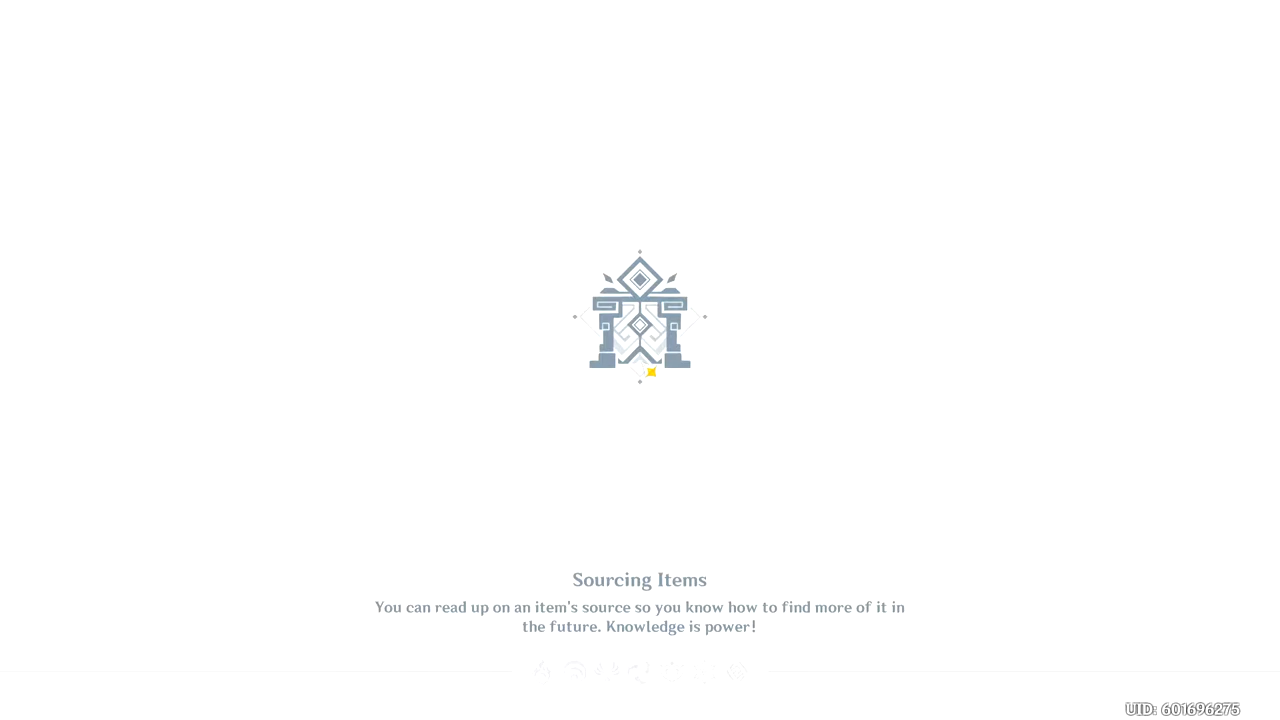 Sourcing Items
You can read up on an item's source so you know how to find more of it in
the future. Knowledge is power!
UID: 601696275